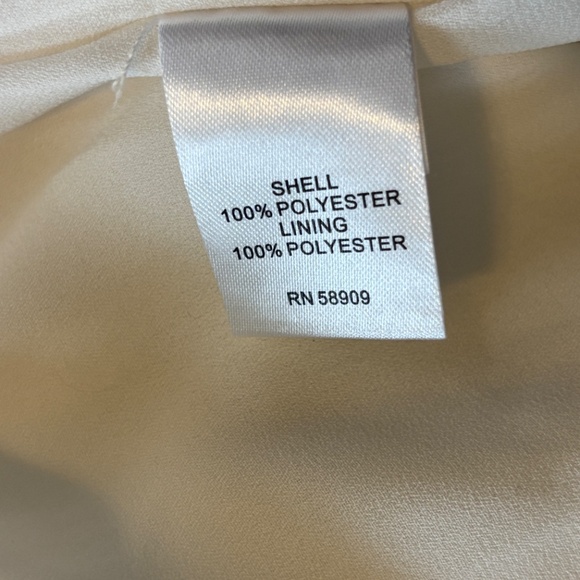 SHELL
100% POLYESTER
LINING
100% POLYESTER
RN 58909